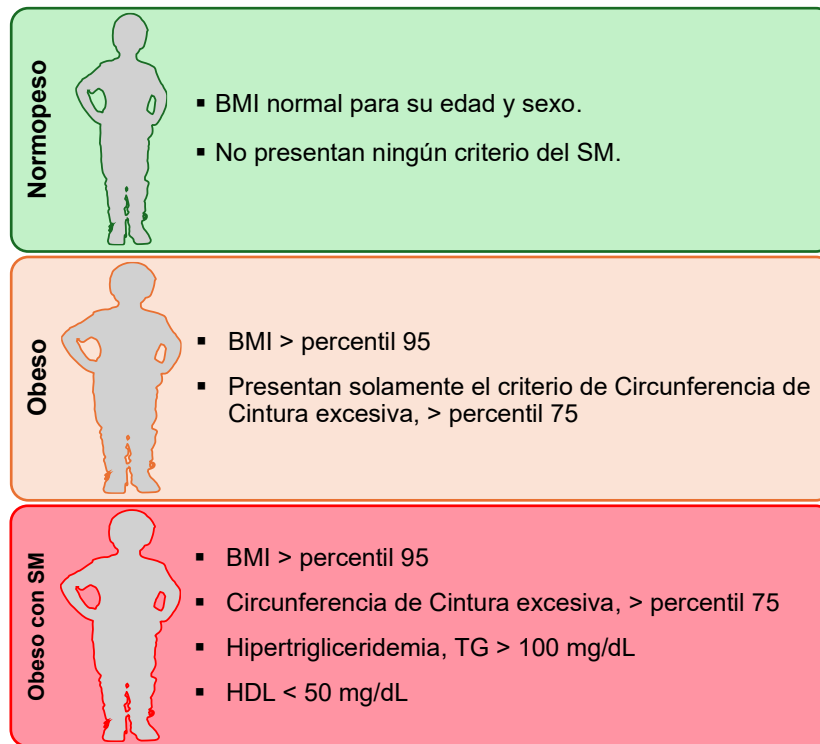 Normopeso
▪ BMI normal para su edad y sexo.
▪ No presentan ningún criterio del SM.
Obeso
▪ BMI > percentil 95
▪ Presentan solamente el criterio de Circunferencia de
Cintura excesiva, > percentil 75
Obeso con SM
▪ BMI > percentil 95
▪ Circunferencia de Cintura excesiva, > percentil 75
▪ Hipertrigliceridemia, TG > 100 mg/dL
▪ HDL < 50 mg/dL